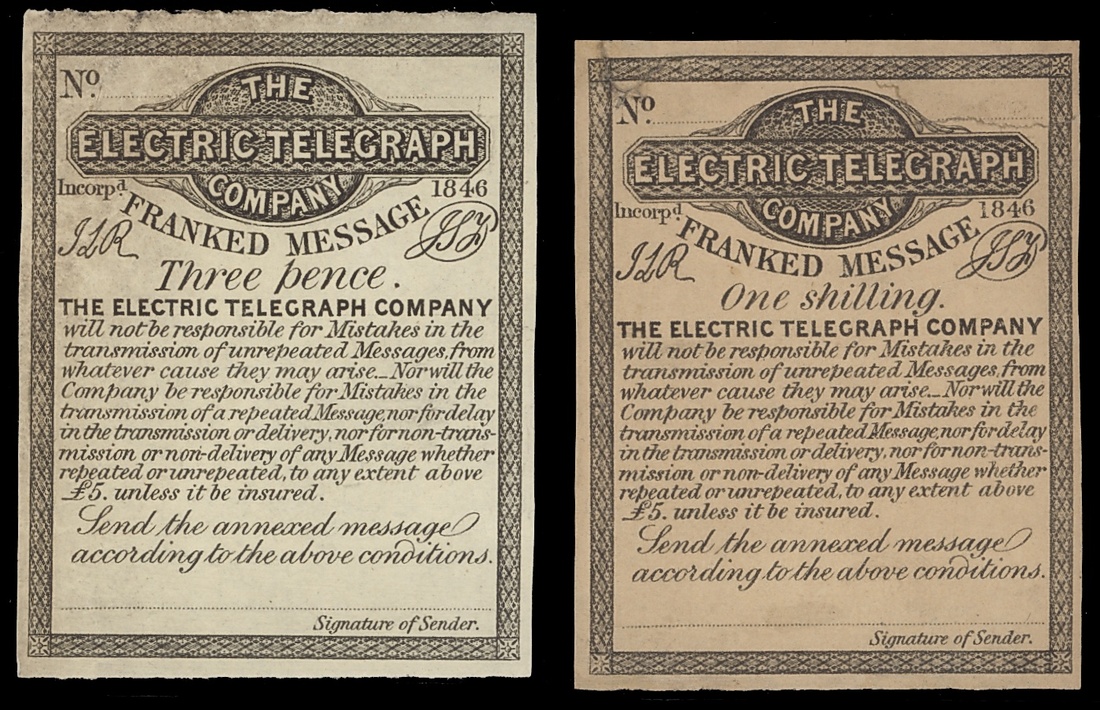 No.
THE
ELECTRIC TELEGRAPH
COMPANY
Incorpd. 1846
FRANKED MESSAGE
JLR JSF
Three pence.
THE ELECTRIC TELEGRAPH COMPANY
will not be responsible for Mistakes in the
transmission of unrepeated Messages, from
whatever cause they may arise._Nor will the
Company be responsible for Mistakes in the
transmission of a repeated Message, nor for delay
in the transmission or delivery, nor for non-trans-
mission or non-delivery of any Message whether
repeated or unrepeated, to any extent above
£5. unless it be insured.
Send the annexed message
according to the above conditions.
Signature of Sender.
No.
THE
ELECTRIC TELEGRAPH
COMPANY
Incorpd. 1846
FRANKED MESSAGE
JLR JSF
One shilling.
THE ELECTRIC TELEGRAPH COMPANY
will not be responsible for Mistakes in the
transmission of unrepeated Messages, from
whatever cause they may arise._Nor will the
Company be responsible for Mistakes in the
transmission of a repeated Message, nor for delay
in the transmission or delivery, nor for non-trans-
mission or non-delivery of any Message whether
repeated or unrepeated, to any extent above
£5. unless it be insured.
Send the annexed message
according to the above conditions.
Signature of Sender.